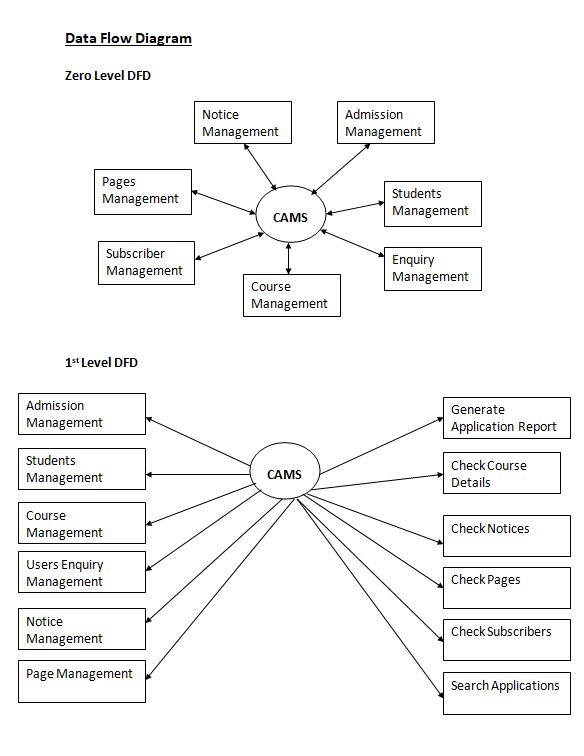 Data Flow Diagram
Zero Level DFD
Notice
Management
Admission
Management
Pages
Management
Students
Management
CAMS
Subscriber
Management
Enquiry
Management
Course
Management
1st Level DFD
Admission
Management
Students
Management
Course
Management
Users Enquiry
Management
Notice
Management
Page Management
CAMS
Generate
Application Report
Check Course
Details
Check Notices
Check Pages
Check Subscribers
Search Applications